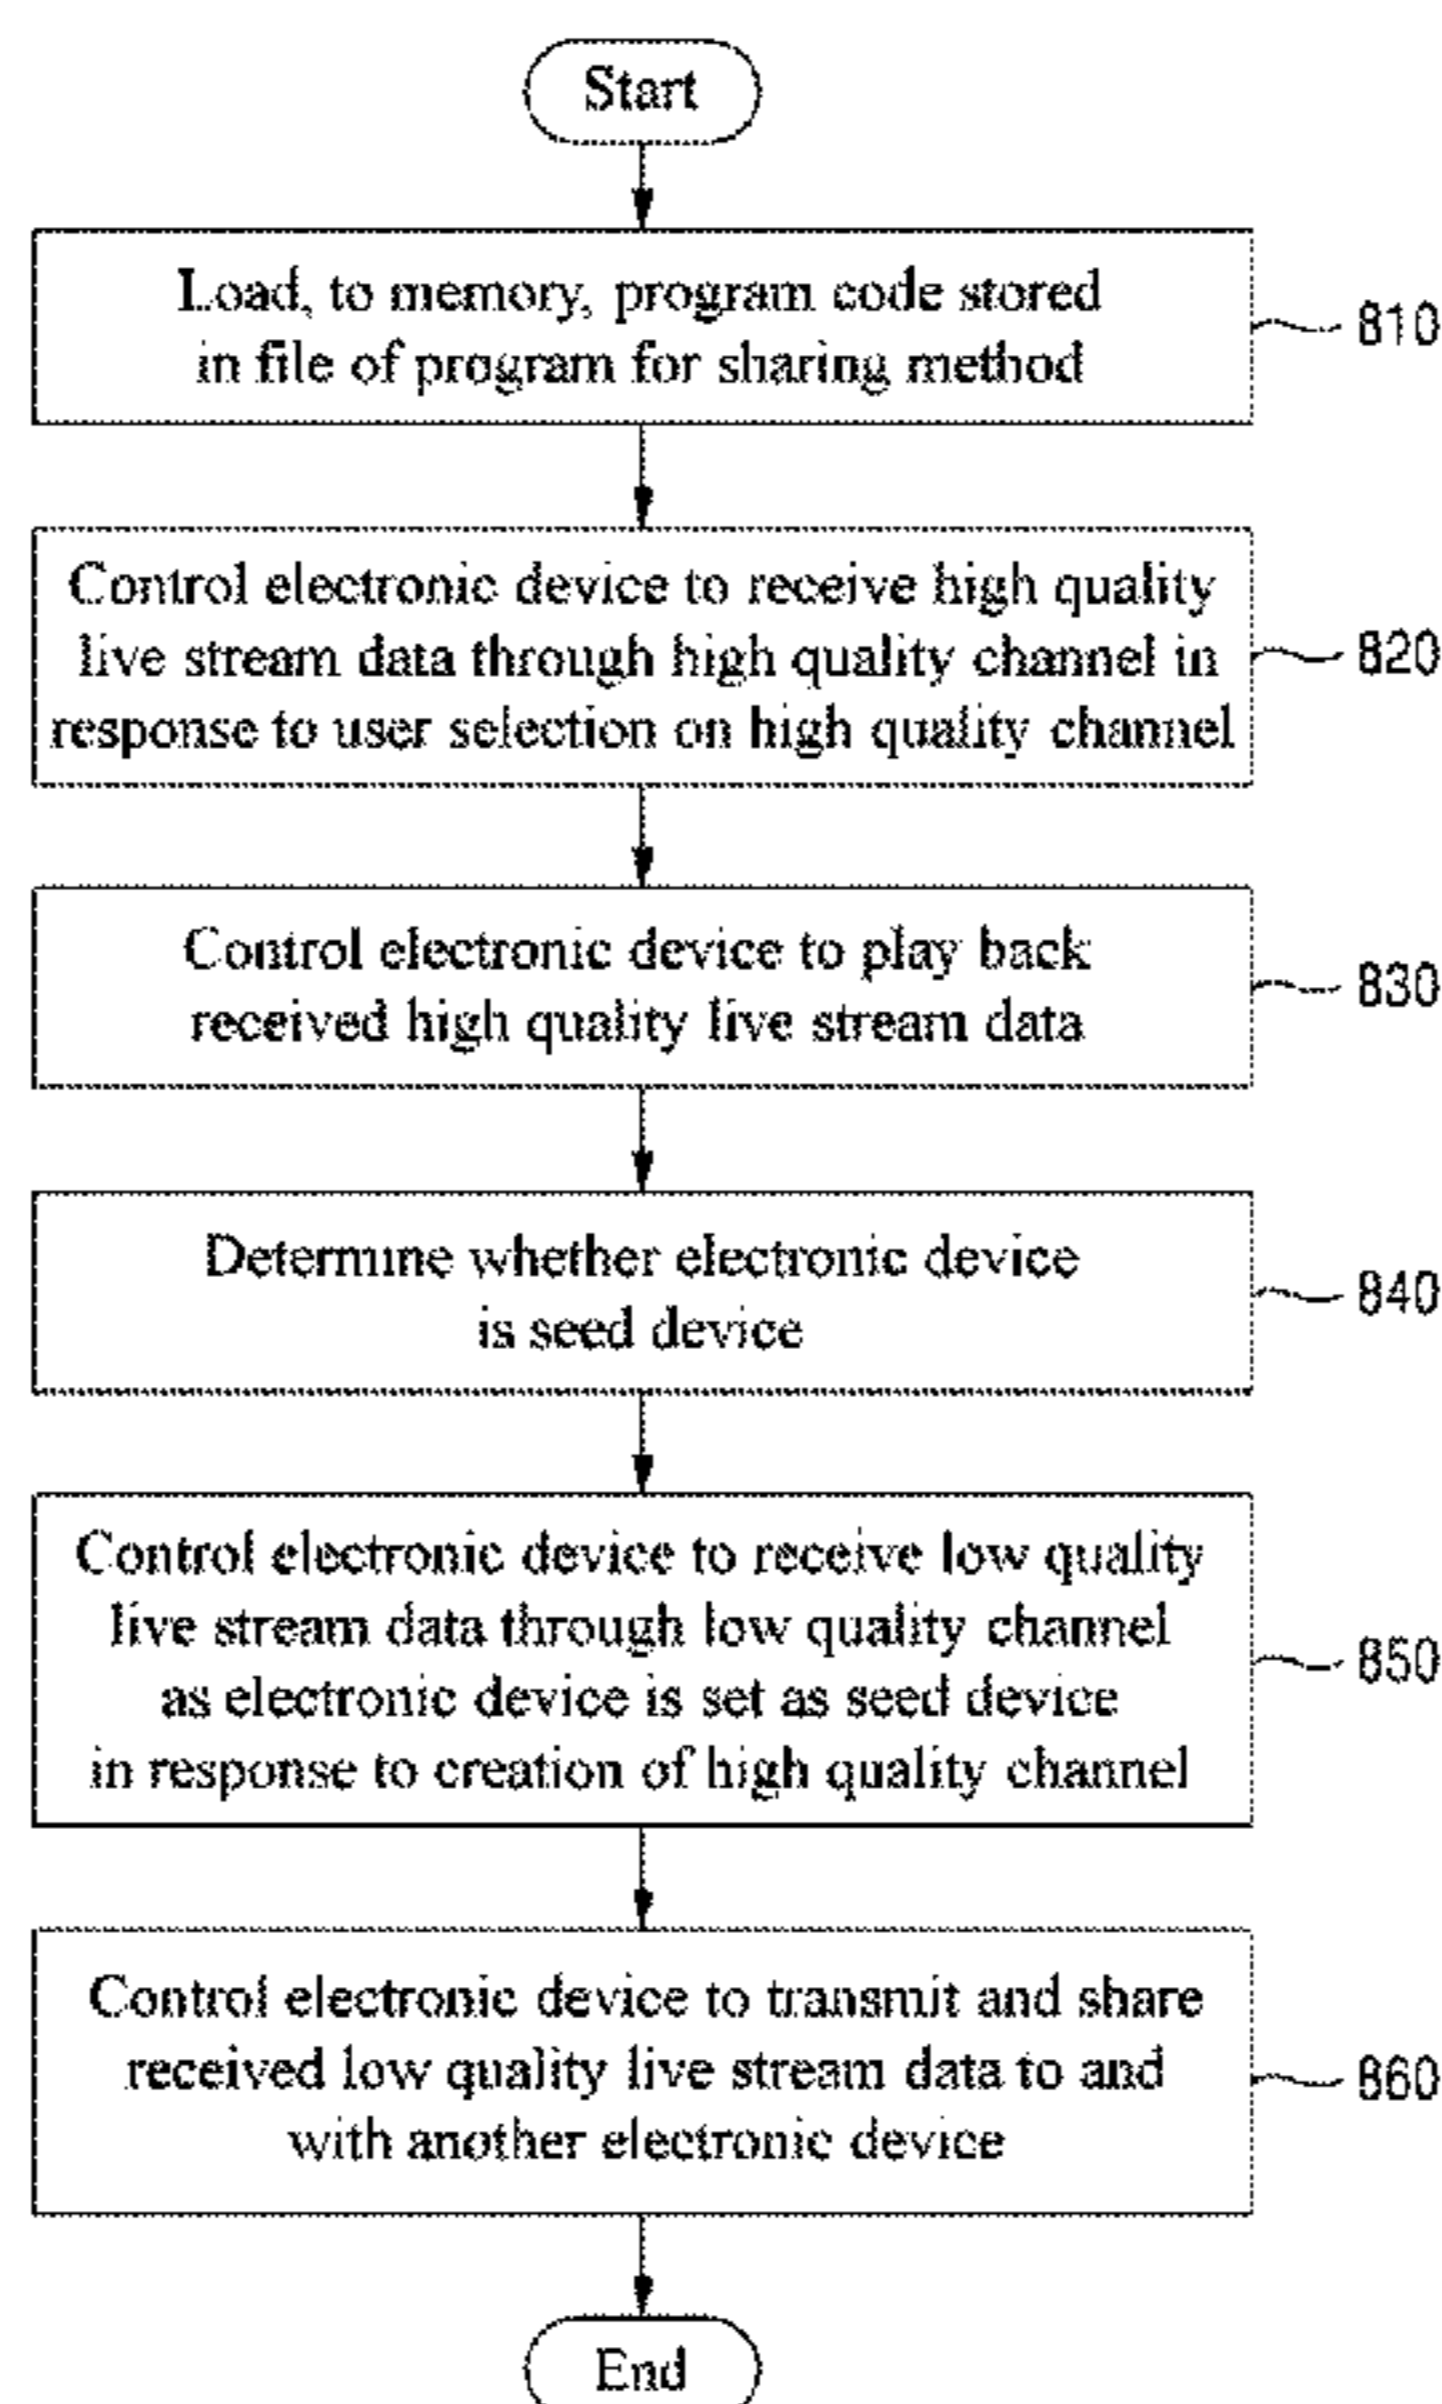 Start
Load, to memory, program code stored
in file of program for sharing method
810
Control electronic device to receive high quality
live stream data through high quality channel in
response to user selection on high quality channel
820
Control electronic device to play back
received high quality live stream data
830
Determine whether electronic device
is seed device
840
Control electronic device to receive low quality
live stream data through low quality channel
as electronic device is set as seed device
in response to creation of high quality channel
850
Control electronic device to transmit and share
received low quality live stream data to and
with another electronic device
860
End